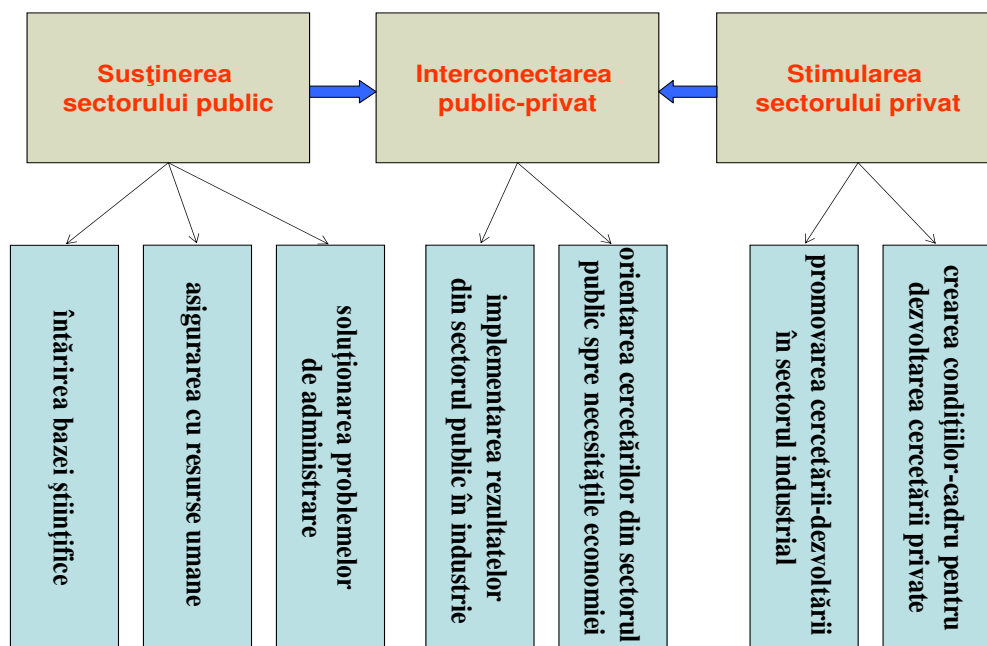 Susţinerea
sectorului public
Interconectarea
public-privat
Stimularea
sectorului privat
întărirea bazei ştiinţifice
asigurarea cu resurse umane
soluţionarea problemelor
de administrare
implementarea rezultatelor
din sectorul public în industrie
orientarea cercetărilor din sectorul
public spre necesităţile economiei
promovarea cercetării-dezvoltării
în sectorul industrial
crearea condiţiilor-cadru pentru
dezvoltarea cercetării private